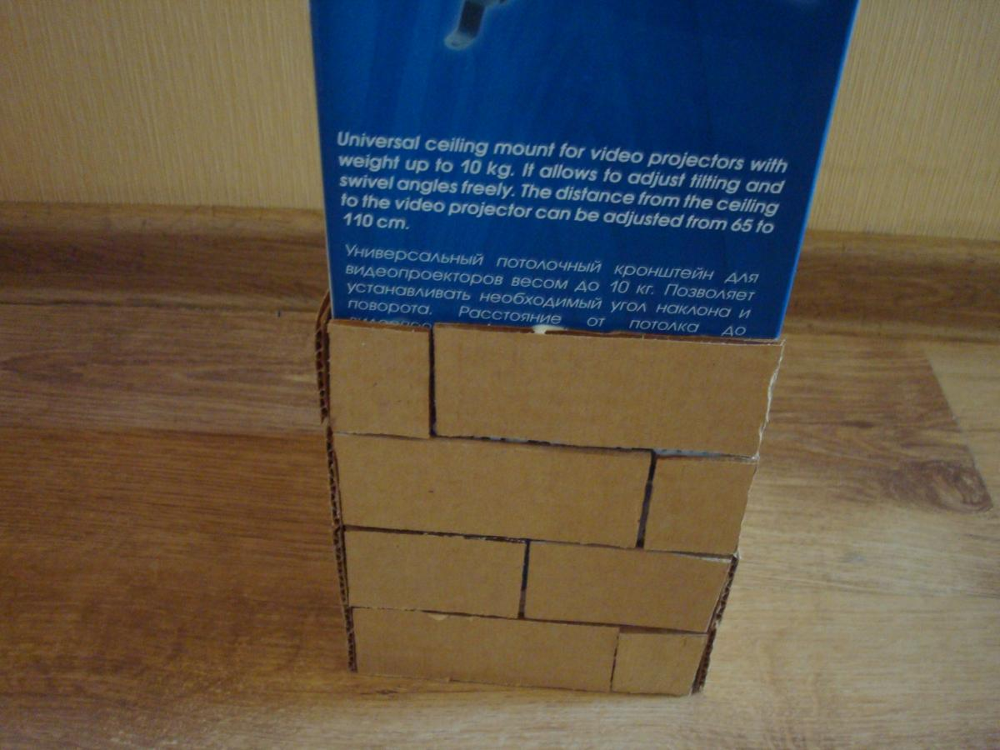 Universal ceiling mount for video projectors with
weight up to 10 kg. It allows to adjust tilting and
swivel angles freely. The distance from the ceiling
to the video projector can be adjusted from 65 to
110 cm.
Универсальный потолочный кронштейн для
видеопроекторов весом до 10 кг. Позволяет
устанавливать необходимый угол наклона и
поворота. Расстояние от потолка до